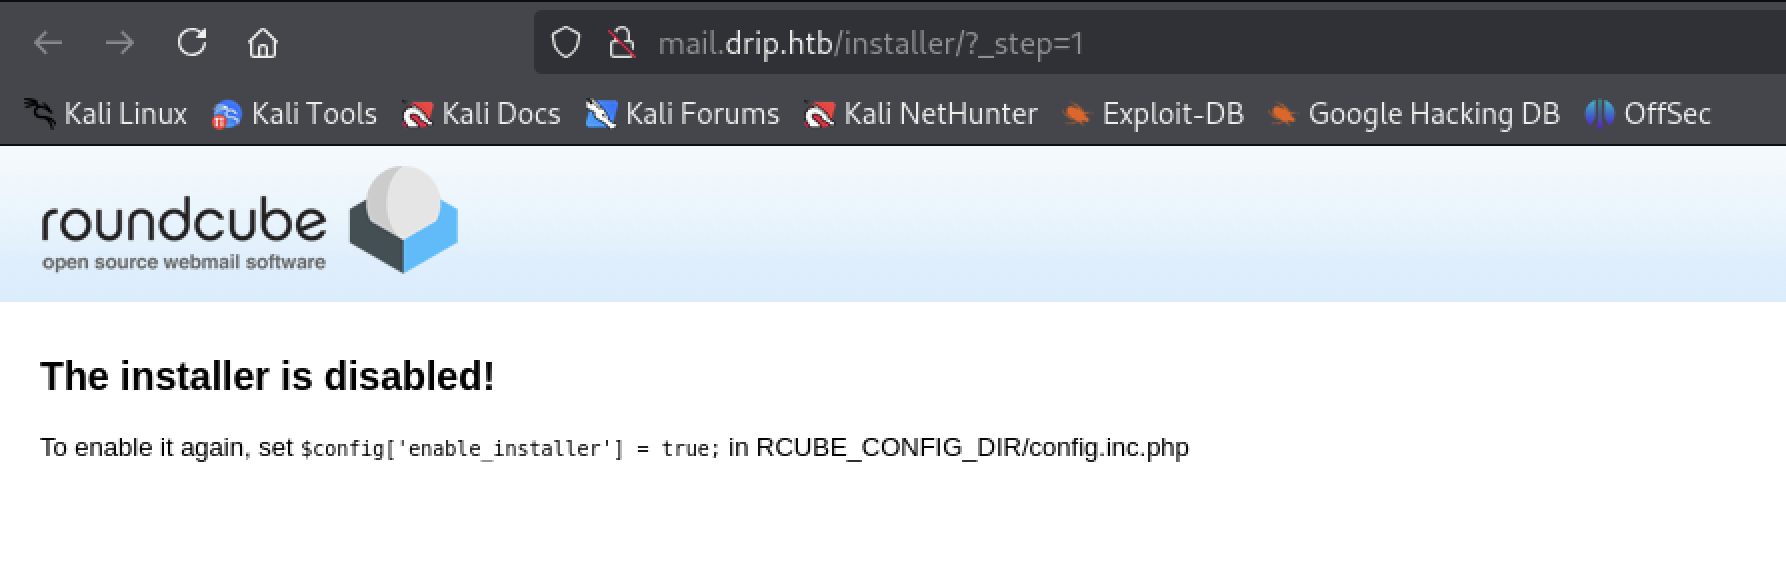 mail.drip.htb/installer/?_step=1
Kali Linux Kali Tools Kali Docs Kali Forums Kali NetHunter Exploit-DB Google Hacking DB OffSec
roundcube
open source webmail software
The installer is disabled!
To enable it again, set $config['enable_installer'] = true; in RCUBE_CONFIG_DIR/config.inc.php